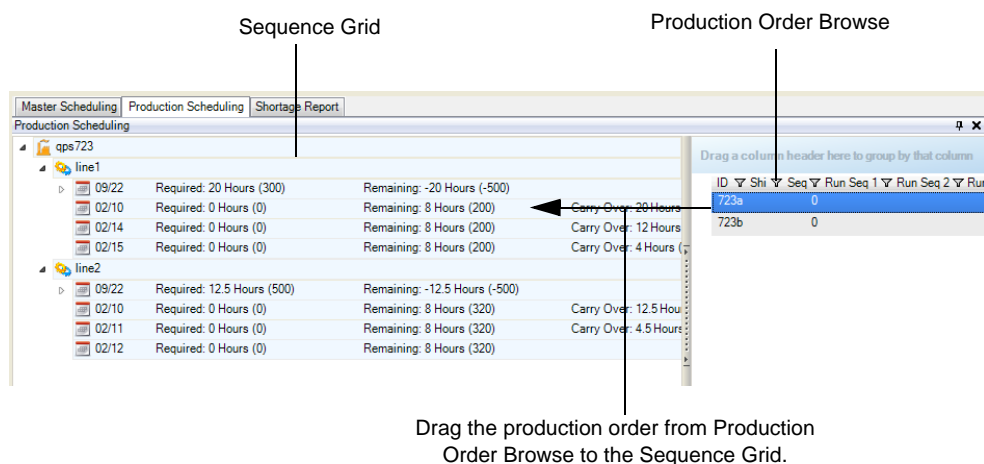 Sequence Grid
Production Order Browse
Master Scheduling Production Scheduling Shortage Report
Production Scheduling
qps723
line1
09/22 Required: 20 Hours (300) Remaining: -20 Hours (-500)
02/10 Required: 0 Hours (0) Remaining: 8 Hours (200) Carry Over: 20 Hours
02/14 Required: 0 Hours (0) Remaining: 8 Hours (200) Carry Over: 12 Hours
02/15 Required: 0 Hours (0) Remaining: 8 Hours (200) Carry Over: 4 Hours (
line2
09/22 Required: 12.5 Hours (500) Remaining: -12.5 Hours (-500)
02/10 Required: 0 Hours (0) Remaining: 8 Hours (320) Carry Over: 12.5 Hou
02/11 Required: 0 Hours (0) Remaining: 8 Hours (320) Carry Over: 4.5 Hours
02/12 Required: 0 Hours (0) Remaining: 8 Hours (320)
Drag a column header here to group by that column
ID Shi Seq Run Seq 1 Run Seq 2 Run
723a 0
723b 0
Drag the production order from Production
Order Browse to the Sequence Grid.